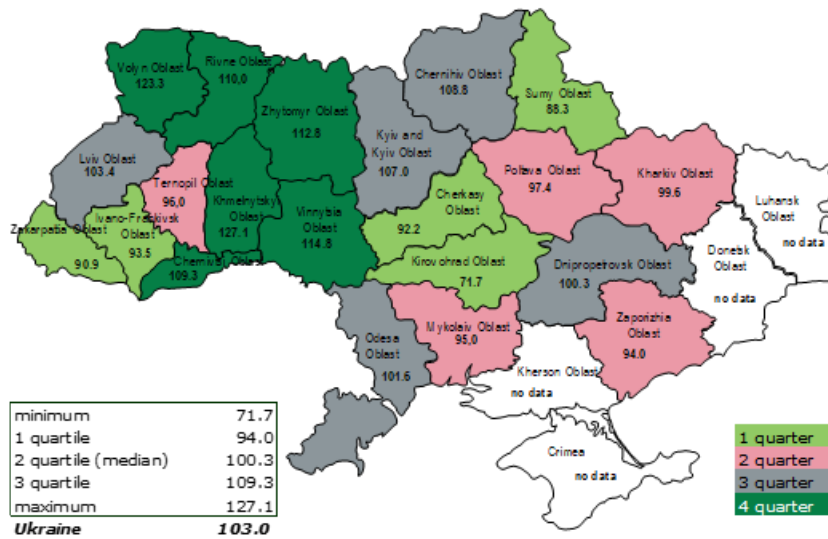 Volyn Oblast
123.3
Rivne Oblast
110,0
Zhytomyr Oblast
112.8
Kyiv and
Kyiv Oblast
107.0
Chernihiv Oblast
108.8
Sumy Oblast
88.3
Lviv Oblast
103.4
Ternopil Oblast
96,0
Khmelnytsky
Oblast
127.1
Vinnytsia
Oblast
114.8
Cherkasy
Oblast
92.2
Poltava Oblast
97.4
Kharkiv Oblast
99.6
Luhansk
Oblast
no data
Zakarpatia Oblast
90.9
Ivano-Frankivsk
Oblast
93.5
Chernivtsi Oblast
109.3
Kirovohrad Oblast
71.7
Dnipropetrovsk Oblast
100.3
Donetsk
Oblast
no data
Odesa
Oblast
101.6
Mykolaiv Oblast
95,0
Zaporizhia
Oblast
94.0
Kherson Oblast
no data
Crimea
no data
minimum 71.7
1 quartile 94.0
2 quartile (median) 100.3
3 quartile 109.3
maximum 127.1
Ukraine 103.0
1 quarter
2 quarter
3 quarter
4 quarter